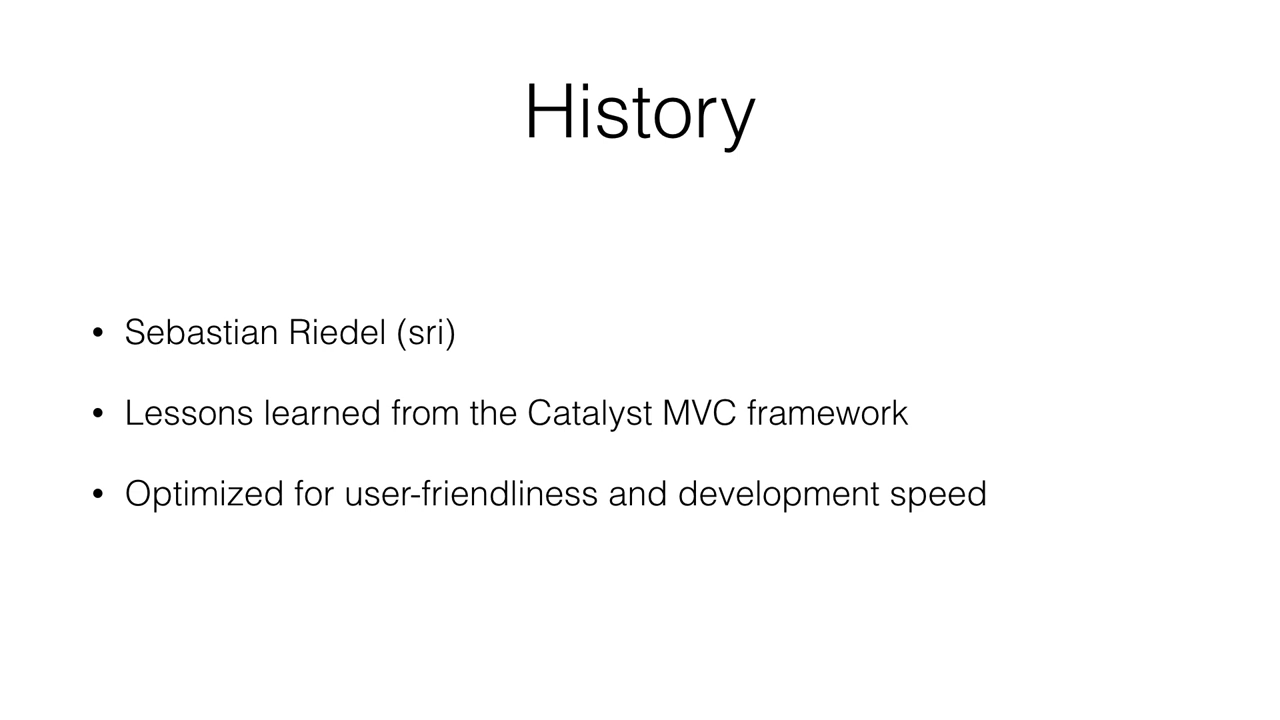 History
• Sebastian Riedel (sri)
• Lessons learned from the Catalyst MVC framework
• Optimized for user-friendliness and development speed